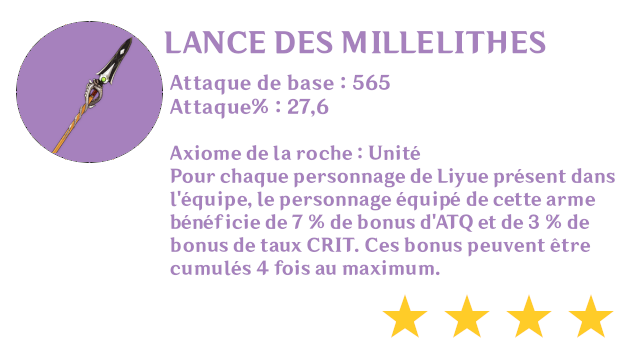 LANCE DES MILLELITHES
Attaque de base : 565
Attaque% : 27,6
Axiome de la roche : Unité
Pour chaque personnage de Liyue présent dans
l'équipe, le personnage équipé de cette arme
bénéficie de 7 % de bonus d'ATQ et de 3 % de
bonus de taux CRIT. Ces bonus peuvent être
cumulés 4 fois au maximum.